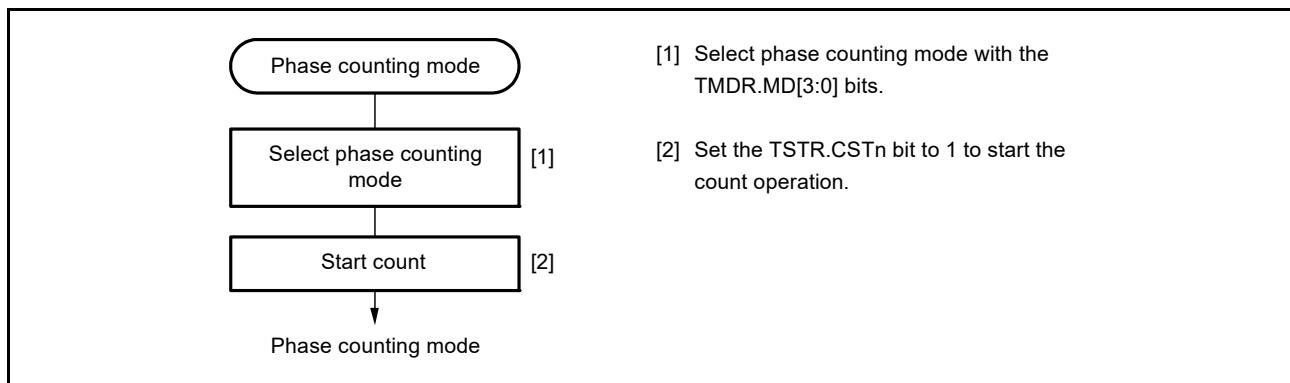 Phase counting mode
Select phase counting
mode
[1]
Start count
[2]
Phase counting mode
[1] Select phase counting mode with the
TMDR.MD[3:0] bits.
[2] Set the TSTR.CSTn bit to 1 to start the
count operation.